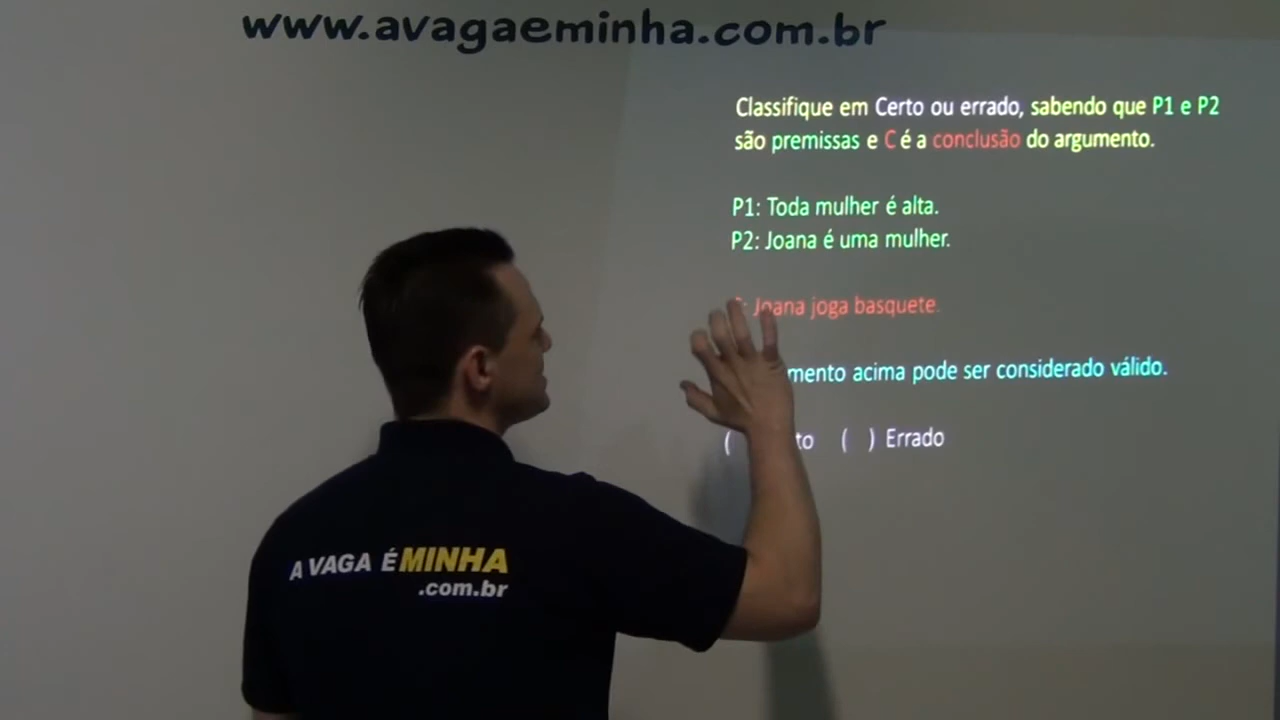 www.avagaeminha.com.br
Classifique em Certo ou errado, sabendo que P1 e P2
são premissas e C é a conclusão do argumento.
P1: Toda mulher é alta.
P2: Joana é uma mulher.
: Joana joga basquete.
mento acima pode ser considerado válido.
( to ( ) Errado
A VAGA É MINHA
.com.br